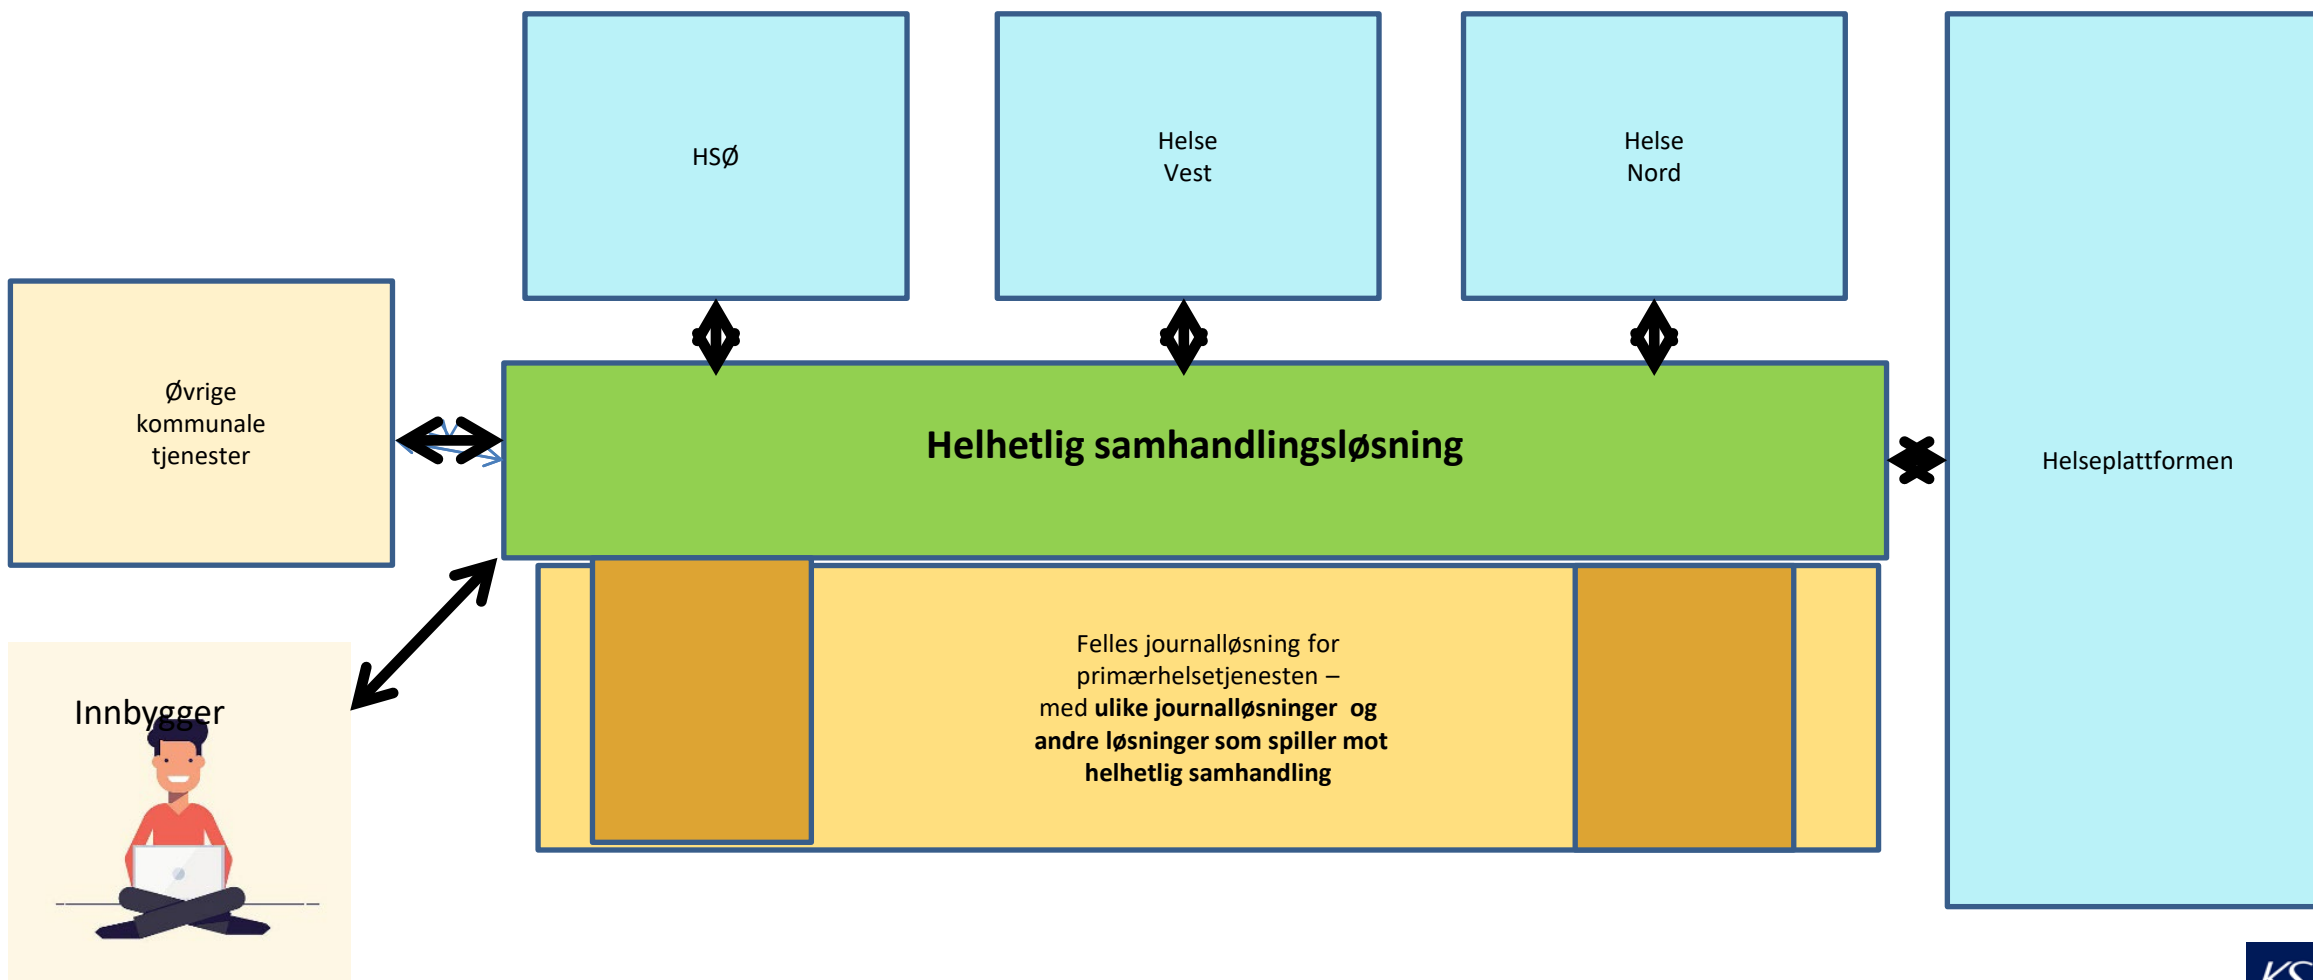 HSØ
Helse
Vest
Helse
Nord
Øvrige
kommunale
tjenester
Helhetlig samhandlingsløsning
Helseplattformen
Innbygger
Felles journalløsning for
primærhelsetjenesten –
med ulike journalløsninger og
andre løsninger som spiller mot
helhetlig samhandling
KS